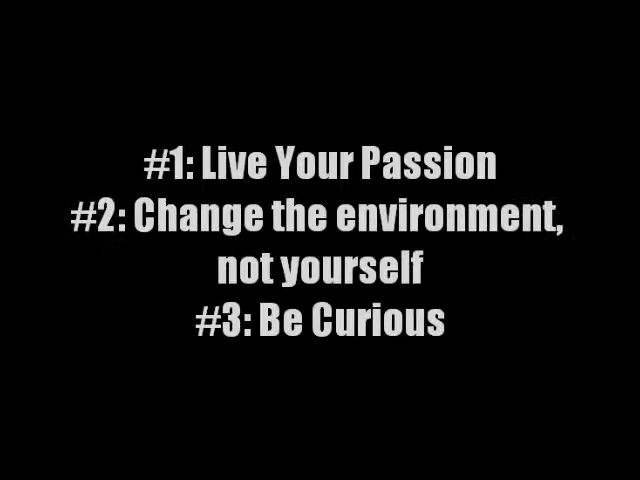 #1: Live Your Passion
#2: Change the environment,
not yourself
#3: Be Curious